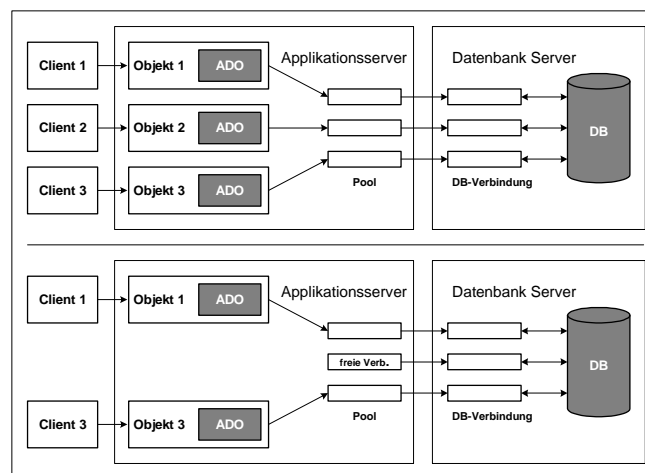 Applikationsserver
Datenbank Server
Client 1
Objekt 1
ADO
Client 2
Objekt 2
ADO
DB
Client 3
Objekt 3
ADO
Pool
DB-Verbindung
Applikationsserver
Datenbank Server
Client 1
Objekt 1
ADO
freie Verb.
DB
Client 3
Objekt 3
ADO
Pool
DB-Verbindung